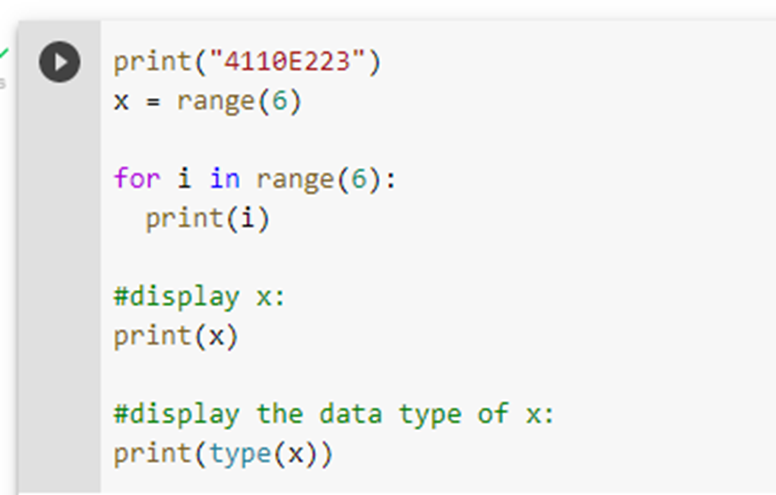 print("4110E223")
x = range(6)
for i in range(6):
print(i)
#display x:
print(x)
#display the data type of x:
print(type(x))